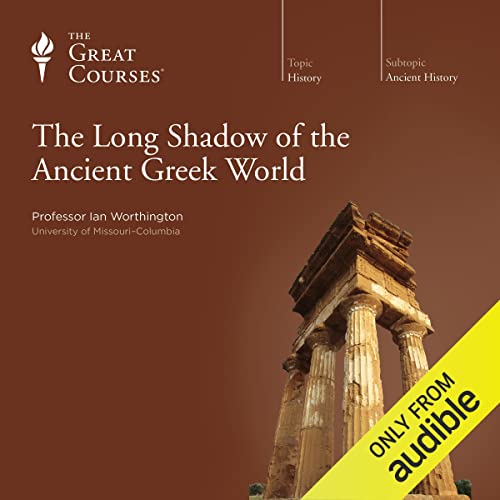 THE
GREAT
COURSES®
Topic
History
Subtopic
Ancient History
The Long Shadow of the
Ancient Greek World
Professor Ian Worthington
University of Missouri–Columbia
ONLY FROM
audible